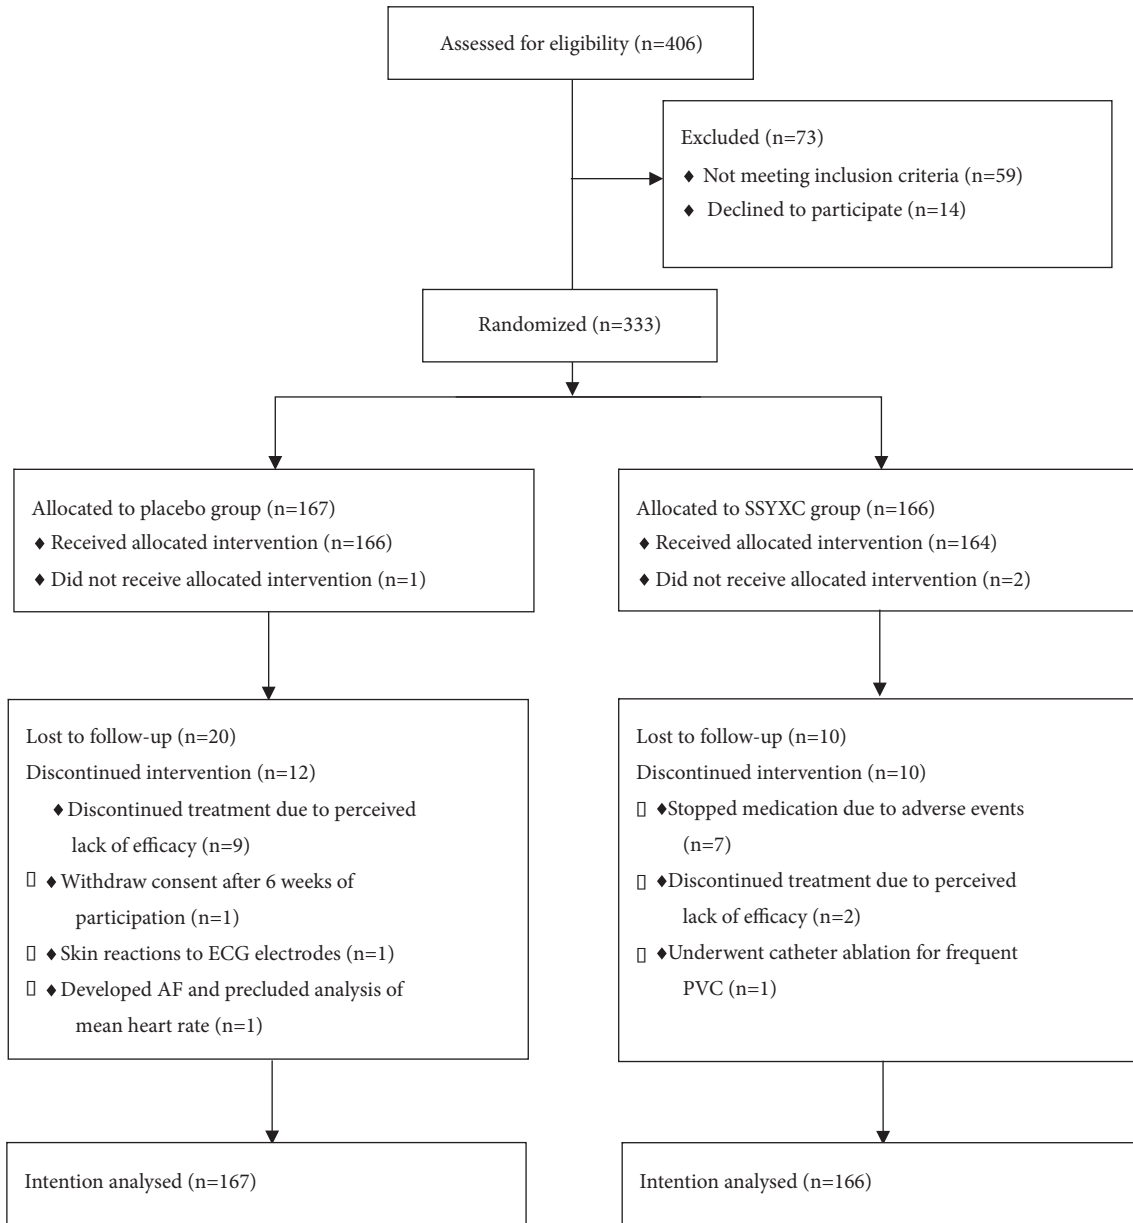 Assessed for eligibility (n=406)
Excluded (n=73)
♦ Not meeting inclusion criteria (n=59)
♦ Declined to participate (n=14)
Randomized (n=333)
Allocated to placebo group (n=167)
♦ Received allocated intervention (n=166)
♦ Did not receive allocated intervention (n=1)
Allocated to SSYXC group (n=166)
♦ Received allocated intervention (n=164)
♦ Did not receive allocated intervention (n=2)
Lost to follow-up (n=20)
Discontinued intervention (n=12)
♦ Discontinued treatment due to perceived
lack of efficacy (n=9)
▯ ♦ Withdraw consent after 6 weeks of
participation (n=1)
▯ ♦ Skin reactions to ECG electrodes (n=1)
▯ ♦ Developed AF and precluded analysis of
mean heart rate (n=1)
Lost to follow-up (n=10)
Discontinued intervention (n=10)
▯ ♦Stopped medication due to adverse events
(n=7)
▯ ♦Discontinued treatment due to perceived
lack of efficacy (n=2)
▯ ♦Underwent catheter ablation for frequent
PVC (n=1)
Intention analysed (n=167)
Intention analysed (n=166)